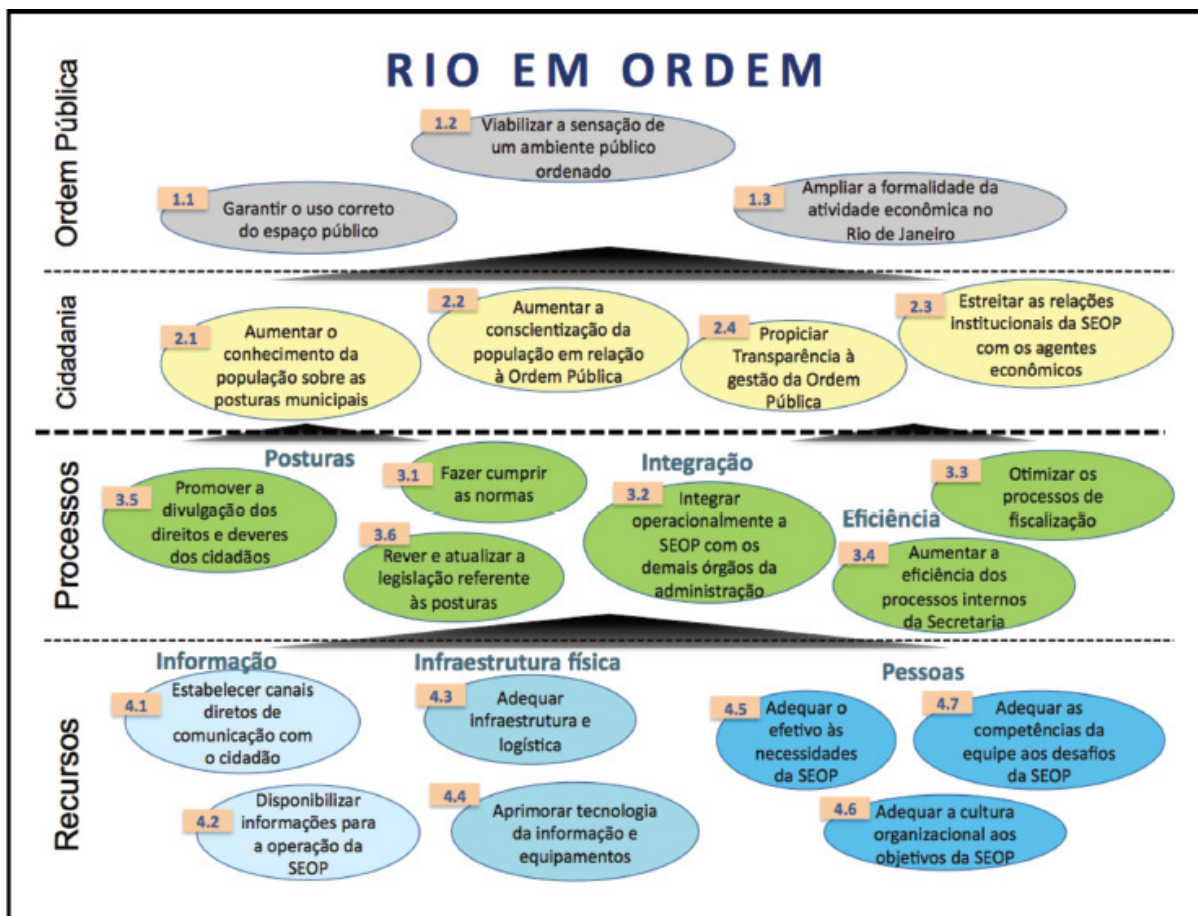 RIO EM ORDEM
Ordem Pública
1.2
Viabilizar a sensação de
um ambiente público
ordenado
1.1
Garantir o uso correto
do espaço público
1.3
Ampliar a formalidade da
atividade econômica no
Rio de Janeiro
Cidadania
2.1
Aumentar o
conhecimento da
população sobre as
posturas municipais
2.2
Aumentar a
conscientização da
população em relação
à Ordem Pública
2.4
Propiciar
Transparência à
gestão da Ordem
Pública
2.3
Estreitar as relações
institucionais da SEOP
com os agentes
econômicos
Processos
Posturas
3.5
Promover a
divulgação dos
direitos e deveres
dos cidadãos
3.1
Fazer cumprir
as normas
3.6
Rever e atualizar a
legislação referente
às posturas
Integração
3.2
Integrar
operacionalmente a
SEOP com os
demais órgãos da
administração
Eficiência
3.3
Otimizar os
processos de
fiscalização
3.4
Aumentar a
eficiência dos
processos internos
da Secretaria
Recursos
Informação
4.1
Estabelecer canais
diretos de
comunicação com
o cidadão
4.2
Disponibilizar
informações para
a operação da
SEOP
Infraestrutura física
4.3
Adequar
infraestrutura e
logística
4.4
Aprimorar tecnologia
da informação e
equipamentos
Pessoas
4.5
Adequar o
efetivo às
necessidades
da SEOP
4.7
Adequar as
competências da
equipe aos desafios
da SEOP
4.6
Adequar a cultura
organizacional aos
objetivos da SEOP